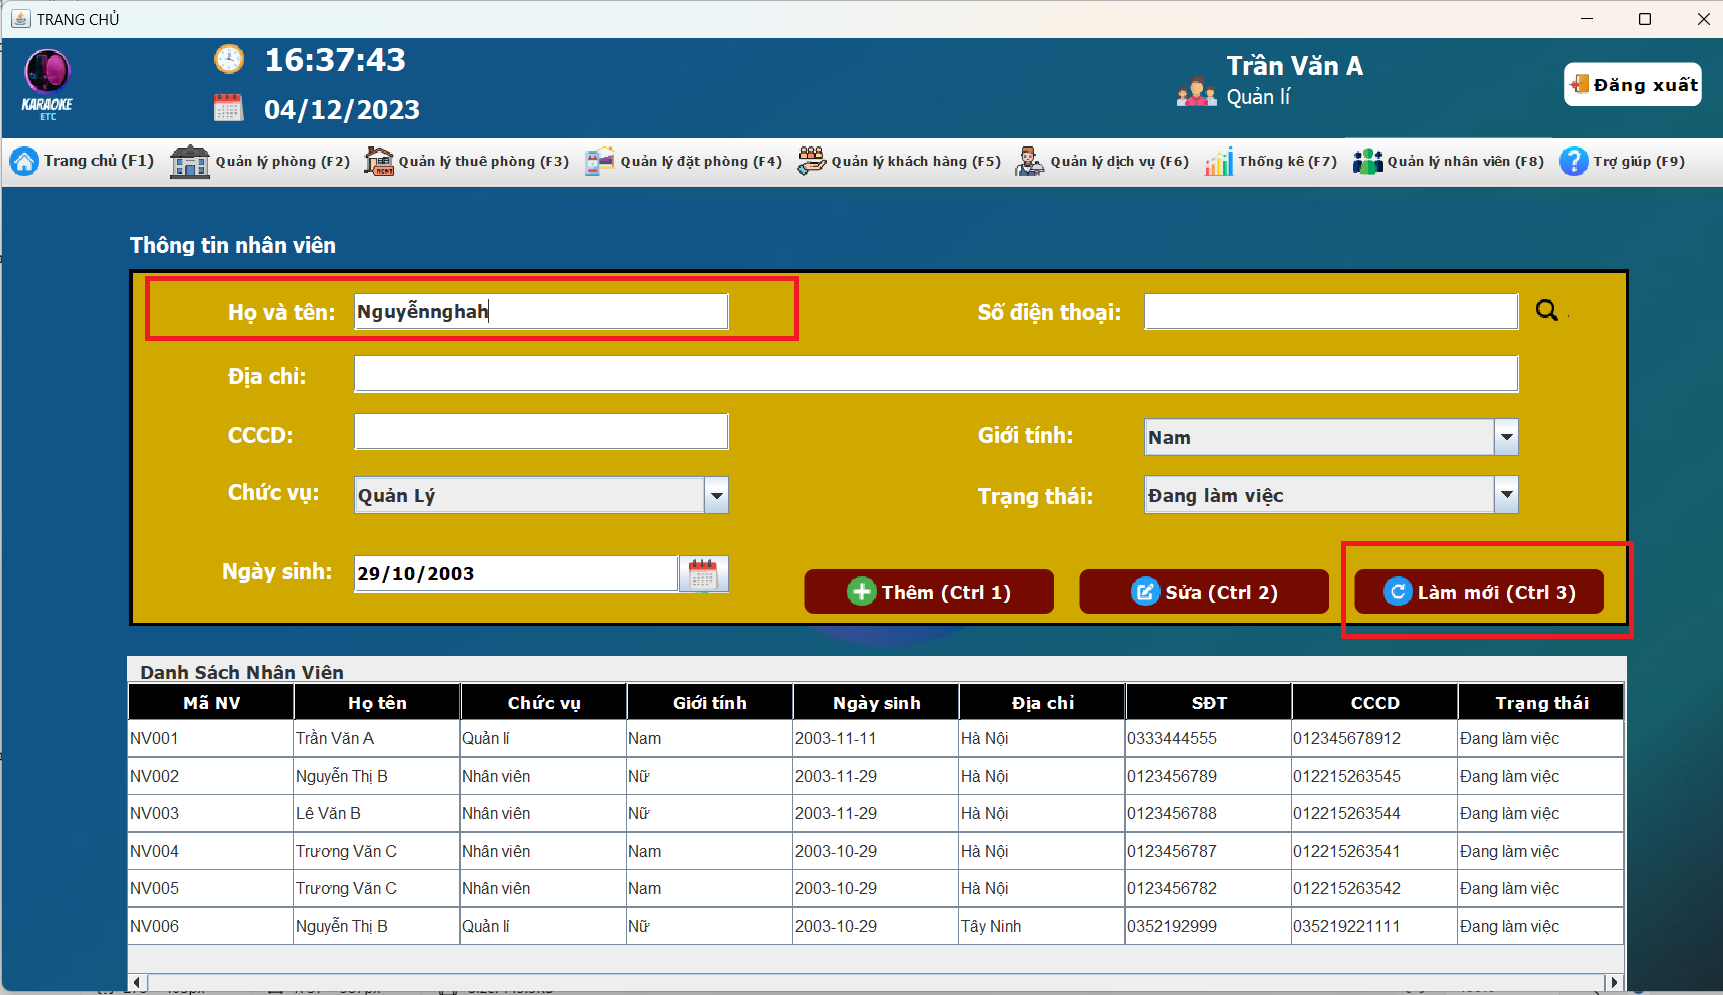 TRANG CHỦ
KARAOKE
ETC
16:37:43
04/12/2023
Trần Văn A
Quản lí
Đăng xuất
Trang chủ (F1) Quản lý phòng (F2) Quản lý thuê phòng (F3) Quản lý đặt phòng (F4) Quản lý khách hàng (F5) Quản lý dịch vụ (F6) Thống kê (F7) Quản lý nhân viên (F8) Trợ giúp (F9)
Thông tin nhân viên
Họ và tên: Nguyễnnghah Số điện thoại:
Địa chỉ:
CCCD: Giới tính: Nam
Chức vụ: Quản Lý Trạng thái: Đang làm việc
Ngày sinh: 29/10/2003 Thêm (Ctrl 1) Sửa (Ctrl 2) Làm mới (Ctrl 3)
Danh Sách Nhân Viên
Mã NV Họ tên Chức vụ Giới tính Ngày sinh Địa chỉ SĐT CCCD Trạng thái
NV001 Trần Văn A Quản lí Nam 2003-11-11 Hà Nội 0333444555 012345678912 Đang làm việc
NV002 Nguyễn Thị B Nhân viên Nữ 2003-11-29 Hà Nội 0123456789 012215263545 Đang làm việc
NV003 Lê Văn B Nhân viên Nữ 2003-11-29 Hà Nội 0123456788 012215263544 Đang làm việc
NV004 Trương Văn C Nhân viên Nam 2003-10-29 Hà Nội 0123456787 012215263541 Đang làm việc
NV005 Trương Văn C Nhân viên Nam 2003-10-29 Hà Nội 0123456782 012215263542 Đang làm việc
NV006 Nguyễn Thị B Quản lí Nữ 2003-10-29 Tây Ninh 0352192999 035219221111 Đang làm việc